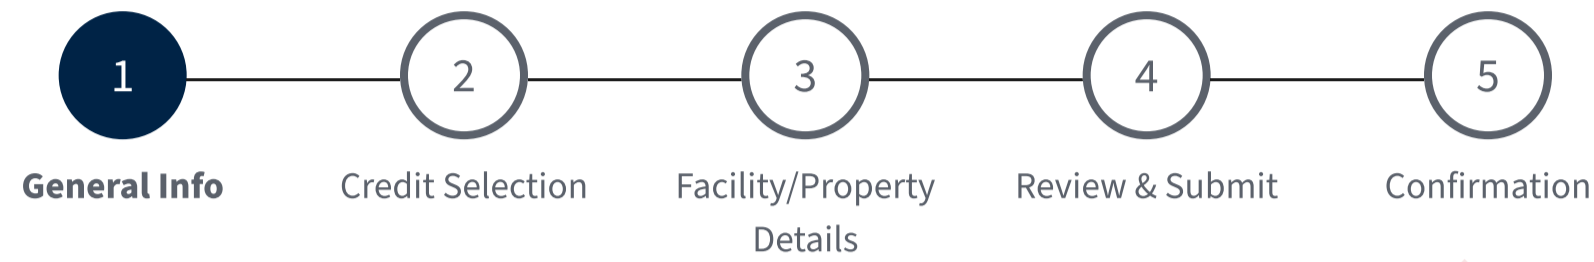 1 2 3 4 5
General Info Credit Selection Facility/Property Review & Submit Confirmation
Details